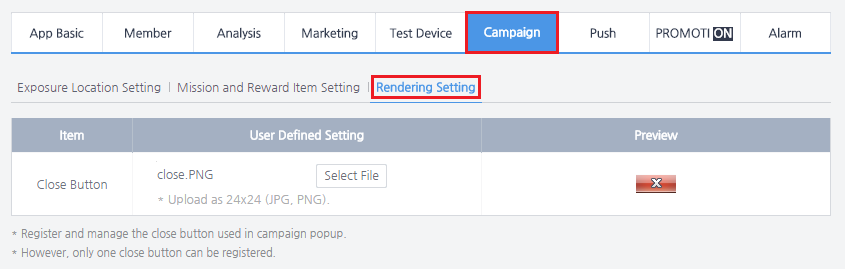 App Basic Member Analysis Marketing Test Device Campaign Push PROMOTION Alarm
Exposure Location Setting | Mission and Reward Item Setting | Rendering Setting
Item User Defined Setting Preview
Close Button close.PNG Select File
* Upload as 24x24 (JPG, PNG).
* Register and manage the close button used in campaign popup.
* However, only one close button can be registered.